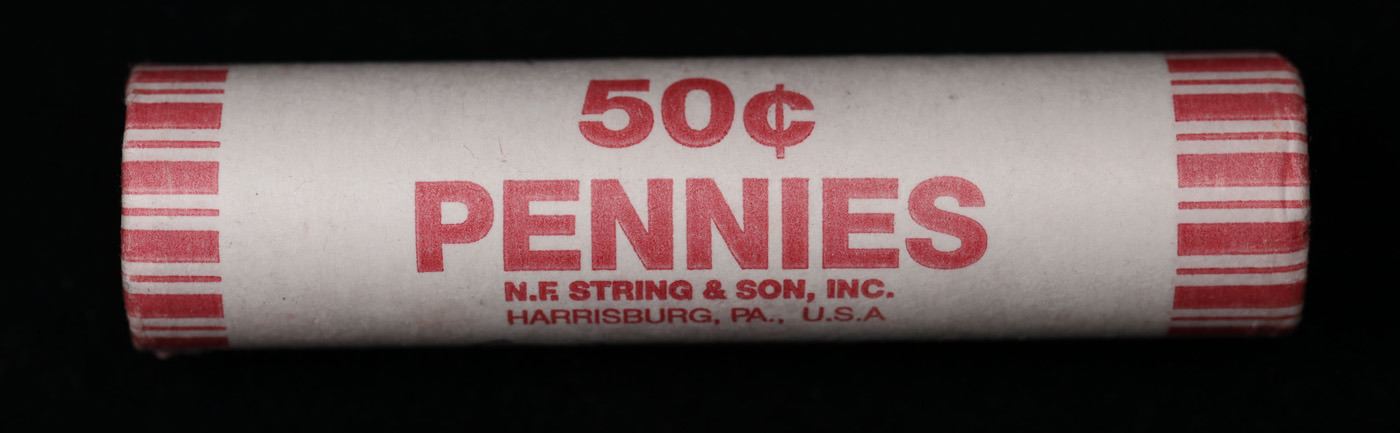 50¢
PENNIES
N.F. STRING & SON, INC.
HARRISBURG, PA., U.S.A